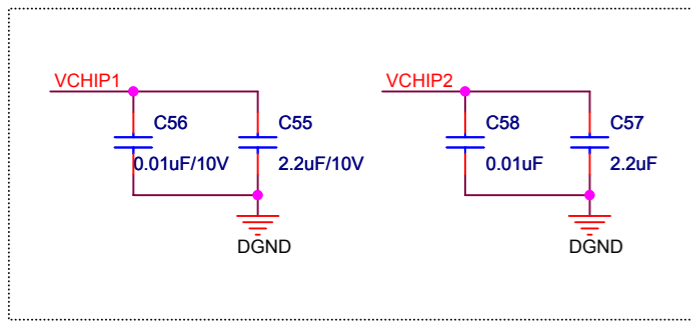 VCHIP1
VCHIP2
C56
C55
C58
C57
0.01uF/10V
2.2uF/10V
0.01uF
2.2uF
DGND
DGND